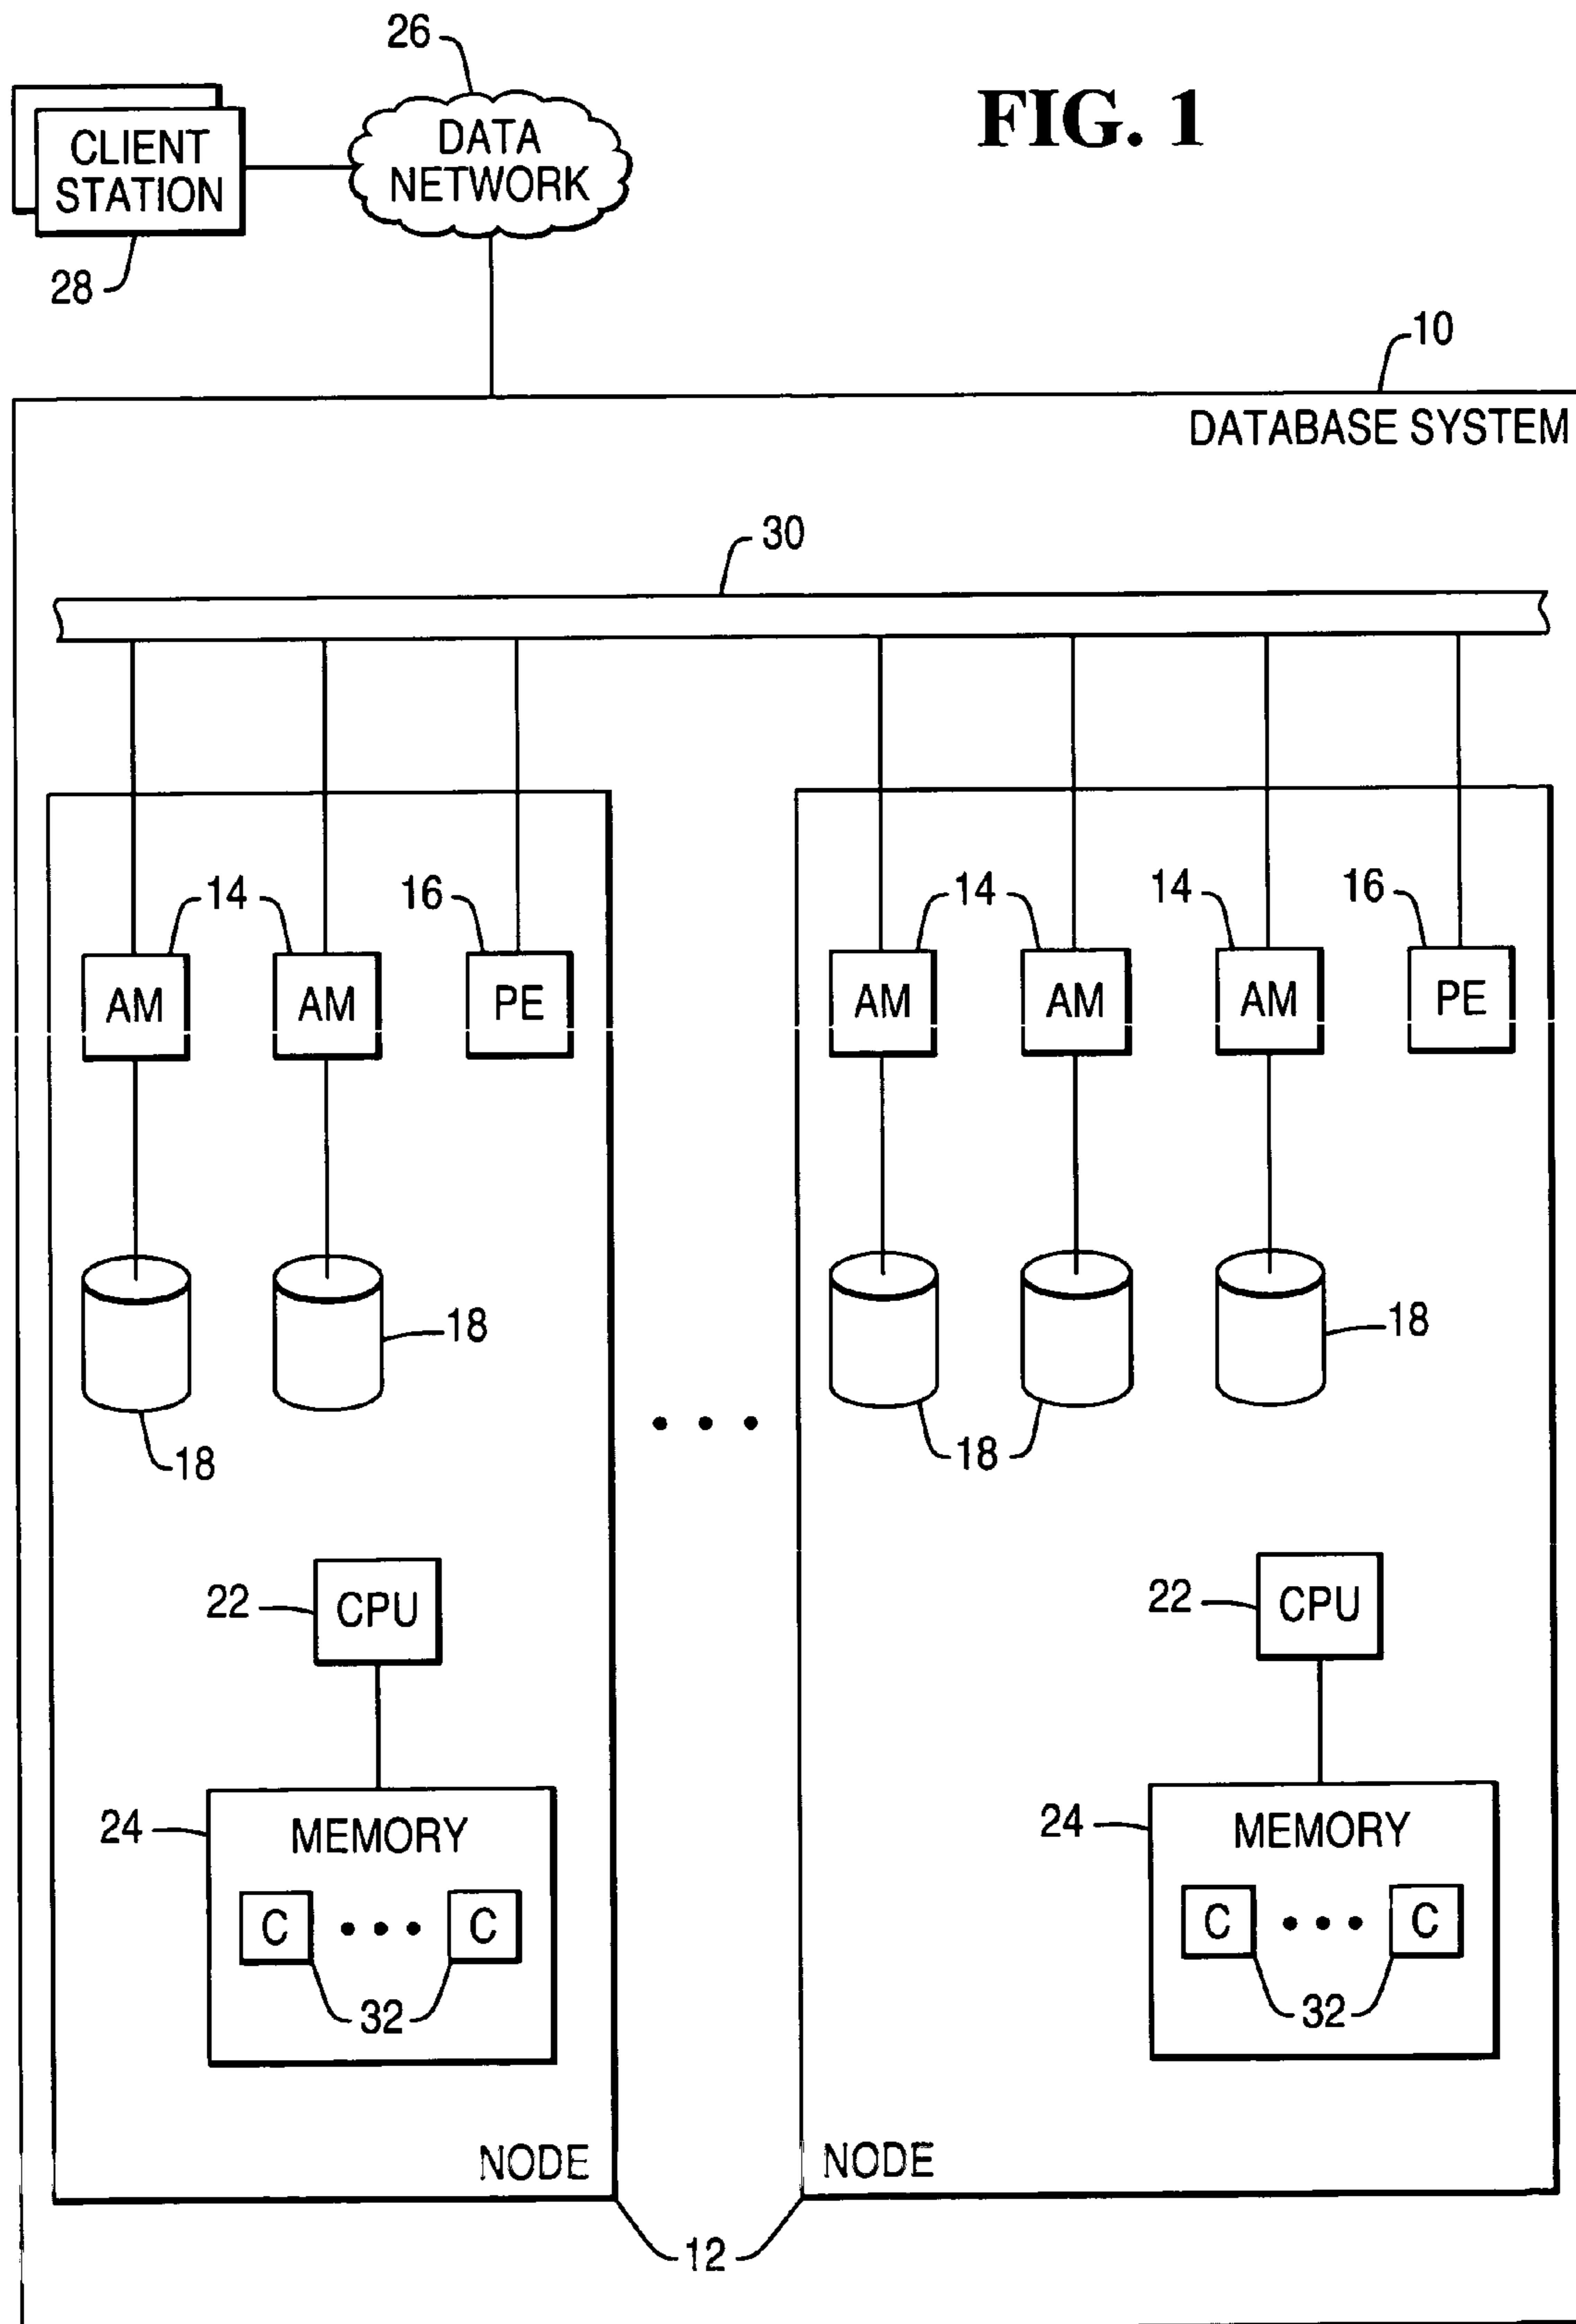 26
FIG. 1
CLIENT
STATION
DATA
NETWORK
28
10
DATABASE SYSTEM
30
14
16
14
14
16
AM
AM
PE
AM
AM
AM
PE
18
18
18
18
22
CPU
22
CPU
24
MEMORY
24
MEMORY
C
C
C
C
32
32
NODE
NODE
12